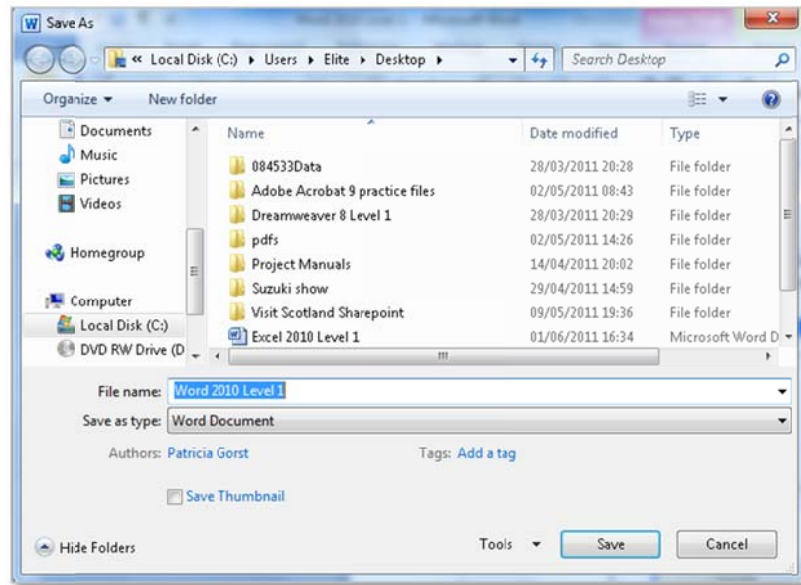 Save As
« Local Disk (C:) ▸ Users ▸ Elite ▸ Desktop ▸ Search Desktop
Organize New folder
Documents
Music
Pictures
Videos
Homegroup
Computer
Local Disk (C:)
DVD RW Drive (D
Name Date modified Type
084533Data 28/03/2011 20:28 File folder
Adobe Acrobat 9 practice files 02/05/2011 08:43 File folder
Dreamweaver 8 Level 1 28/03/2011 20:29 File folder
pdfs 02/05/2011 14:26 File folder
Project Manuals 14/04/2011 20:02 File folder
Suzuki show 29/04/2011 14:59 File folder
Visit Scotland Sharepoint 09/05/2011 19:36 File folder
Excel 2010 Level 1 01/06/2011 16:34 Microsoft Word D
File name: Word 2010 Level 1
Save as type: Word Document
Authors: Patricia Gorst Tags: Add a tag
Save Thumbnail
Hide Folders Tools Save Cancel